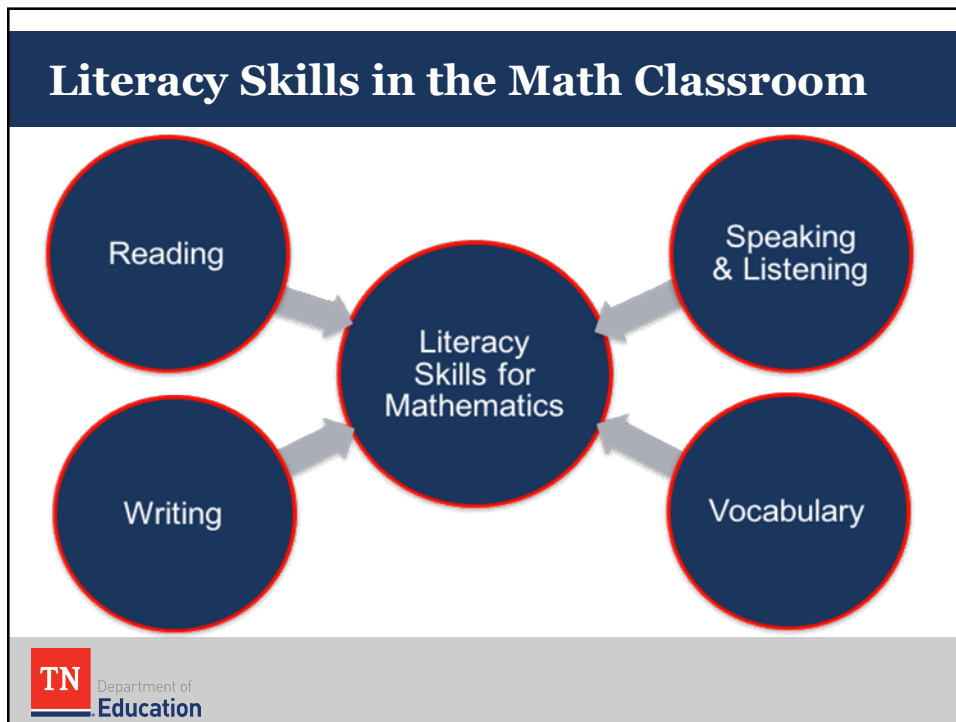 Literacy Skills in the Math Classroom
Reading
Speaking
& Listening
Literacy
Skills for
Mathematics
Writing
Vocabulary
TN
Department of
Education